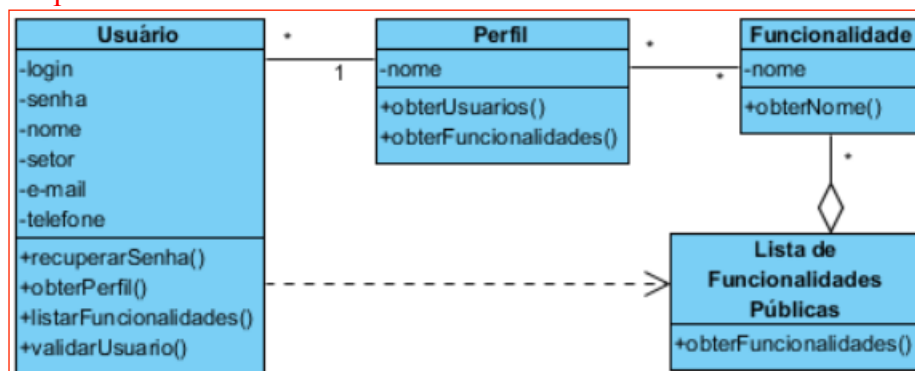 Usuário
-login
-senha
-nome
-setor
-e-mail
-telefone
+recuperarSenha()
+obterPerfil()
+listarFuncionalidades()
+validarUsuario()
*
1
Perfil
-nome
+obterUsuarios()
+obterFuncionalidades()
*
*
Funcionalidade
-nome
+obterNome()
*
Lista de
Funcionalidades
Públicas
+obterFuncionalidades()